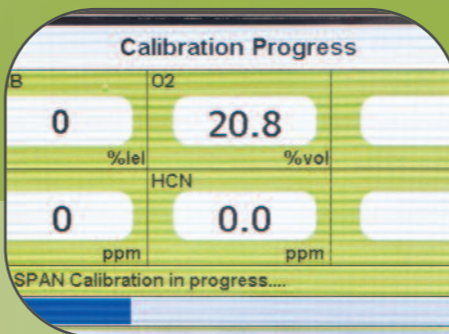 Calibration Progress
B O2
0 20.8
%lel %vol
HCN
0 0.0
ppm ppm
SPAN Calibration in progress....